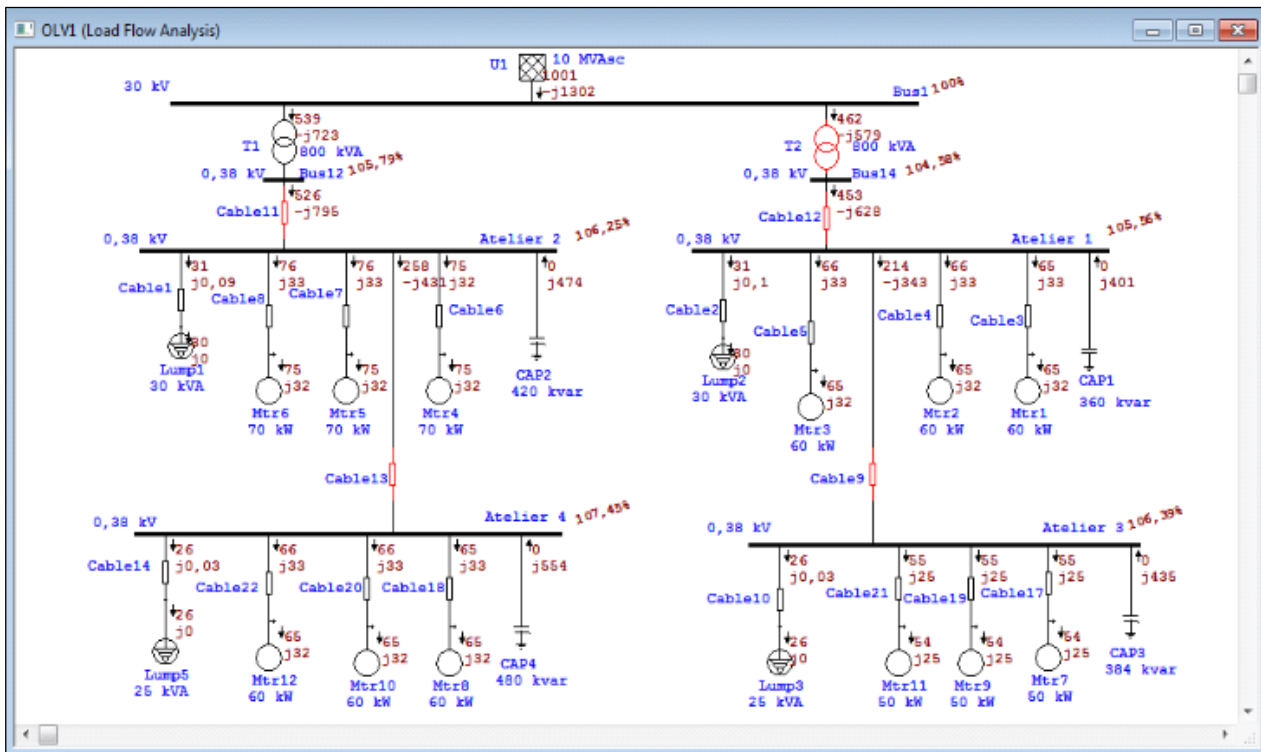 OLV1 (Load Flow Analysis)
U1
10 MVAsc
1001
-j1302
30 kV
Bus1
100%
539
-j723
T1
800 kVA
0,38 kV
Bus12
105,79%
526
-j795
Cable11
462
-j579
T2
800 kVA
0,38 kV
Bus14
104,58%
453
-j628
Cable12
0,38 kV
Atelier 2
106,25%
31
j0,09
76
j33
76
j33
258
-j431
75
j32
0
j474
Cable1
Cable8
Cable7
Cable6
30
j0
Lump1
30 kVA
75
j32
Mtr6
70 kW
75
j32
Mtr5
70 kW
75
j32
Mtr4
70 kW
CAP2
420 kvar
0,38 kV
Atelier 1
105,56%
31
j0,1
66
j33
214
-j343
66
j33
65
j33
0
j401
Cable2
Cable5
Cable4
Cable3
30
j0
Lump2
30 kVA
65
j32
Mtr3
60 kW
65
j32
Mtr2
60 kW
65
j32
Mtr1
60 kW
CAP1
360 kvar
Cable13
Cable9
0,38 kV
Atelier 4
107,45%
26
j0,03
66
j33
66
j33
65
j33
0
j554
Cable14
Cable22
Cable20
Cable18
26
j0
Lump5
25 kVA
65
j32
Mtr12
60 kW
65
j32
Mtr10
60 kW
65
j32
Mtr8
60 kW
CAP4
480 kvar
0,38 kV
Atelier 3
106,39%
26
j0,03
55
j25
55
j25
55
j25
0
j435
Cable10
Cable21
Cable19
Cable17
26
j0
Lump3
25 kVA
54
j25
Mtr11
50 kW
54
j25
Mtr9
50 kW
54
j25
Mtr7
50 kW
CAP3
384 kvar